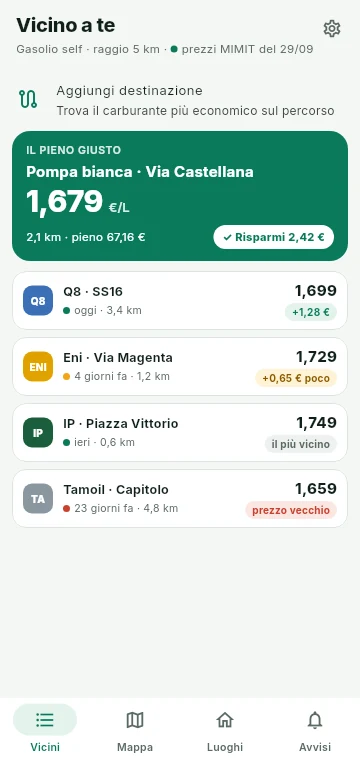 Vicino a te
Gasolio self · raggio 5 km · prezzi MIMIT del 29/09
Aggiungi destinazione
Trova il carburante più economico sul percorso
IL PIENO GIUSTO
Pompa bianca · Via Castellana
1,679 €/L
2,1 km · pieno 67,16 €
✓ Risparmi 2,42 €
Q8
Q8 · SS16
oggi · 3,4 km
1,699
+1,28 €
ENI
Eni · Via Magenta
4 giorni fa · 1,2 km
1,729
+0,65 € poco
IP
IP · Piazza Vittorio
ieri · 0,6 km
1,749
il più vicino
TA
Tamoil · Capitolo
23 giorni fa · 4,8 km
1,659
prezzo vecchio
Vicini
Mappa
Luoghi
Avvisi